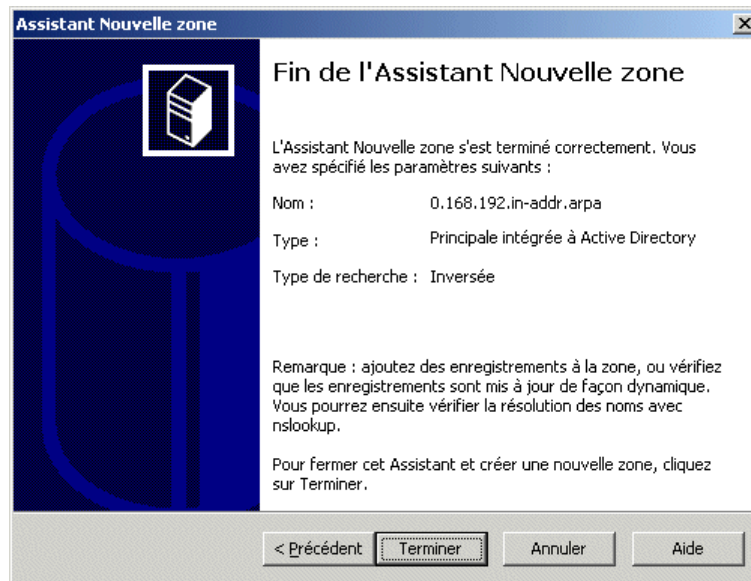 Assistant Nouvelle zone
Fin de l'Assistant Nouvelle zone
L'Assistant Nouvelle zone s'est terminé correctement. Vous
avez spécifié les paramètres suivants :
Nom : 0.168.192.in-addr.arpa
Type : Principale intégrée à Active Directory
Type de recherche : Inversée
Remarque : ajoutez des enregistrements à la zone, ou vérifiez
que les enregistrements sont mis à jour de façon dynamique.
Vous pourrez ensuite vérifier la résolution des noms avec
nslookup.
Pour fermer cet Assistant et créer une nouvelle zone, cliquez
sur Terminer.
< Précédent Terminer Annuler Aide